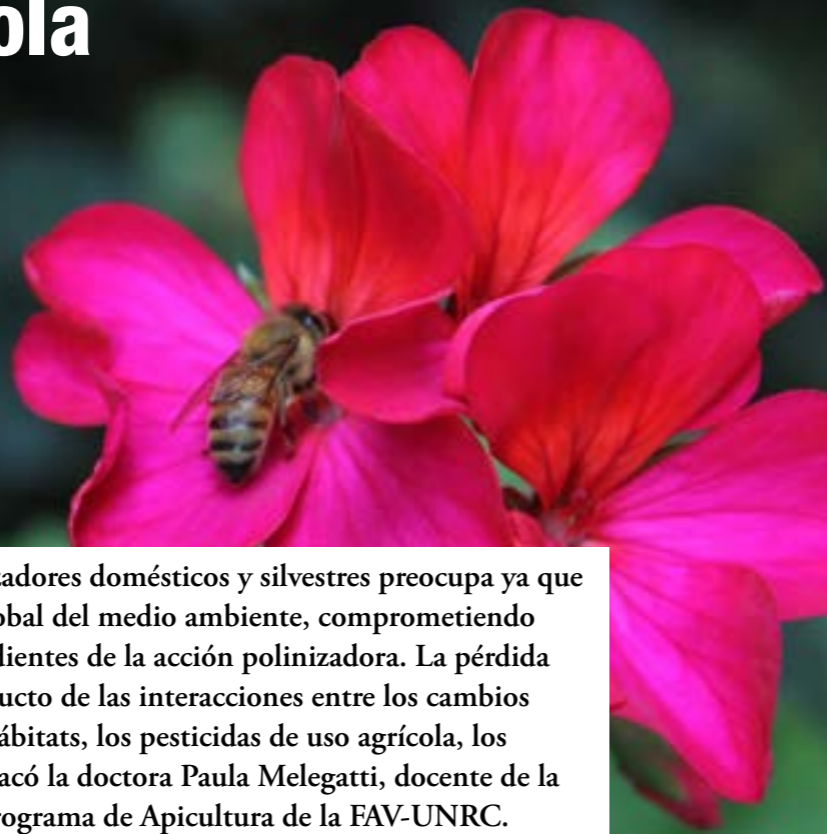 ola
zadores domésticos y silvestres preocupa ya que
obal del medio ambiente, comprometiendo
dientes de la acción polinizadora. La pérdida
ucto de las interacciones entre los cambios
ábitats, los pesticidas de uso agrícola, los
acó la doctora Paula Melegatti, docente de la
rograma de Apicultura de la FAV-UNRC.